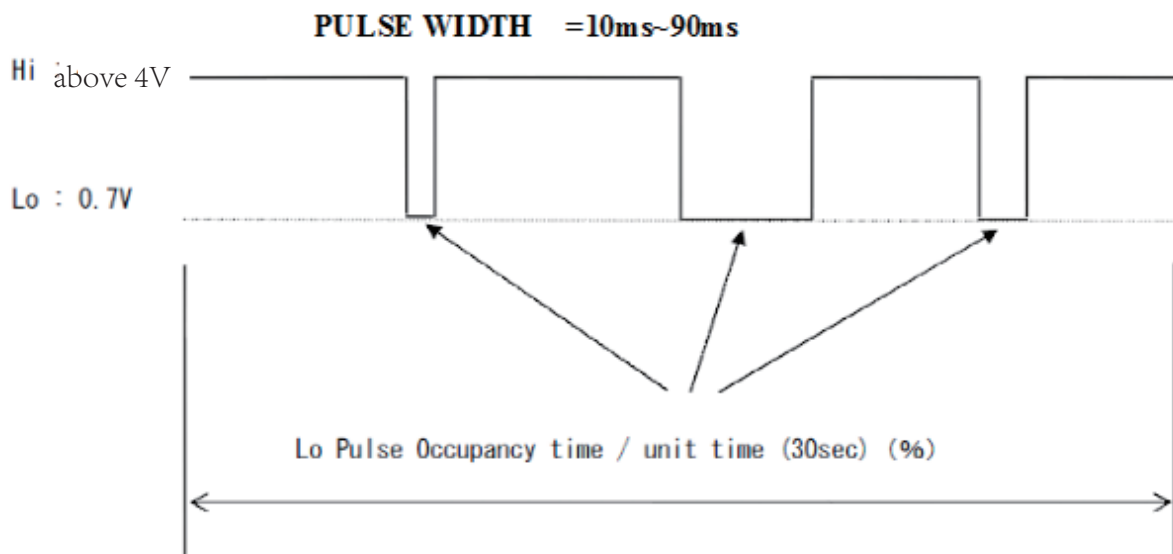 PULSE WIDTH =10ms~90ms
Hi : above 4V
Lo : 0.7V
Lo Pulse Occupancy time / unit time (30sec) (%)